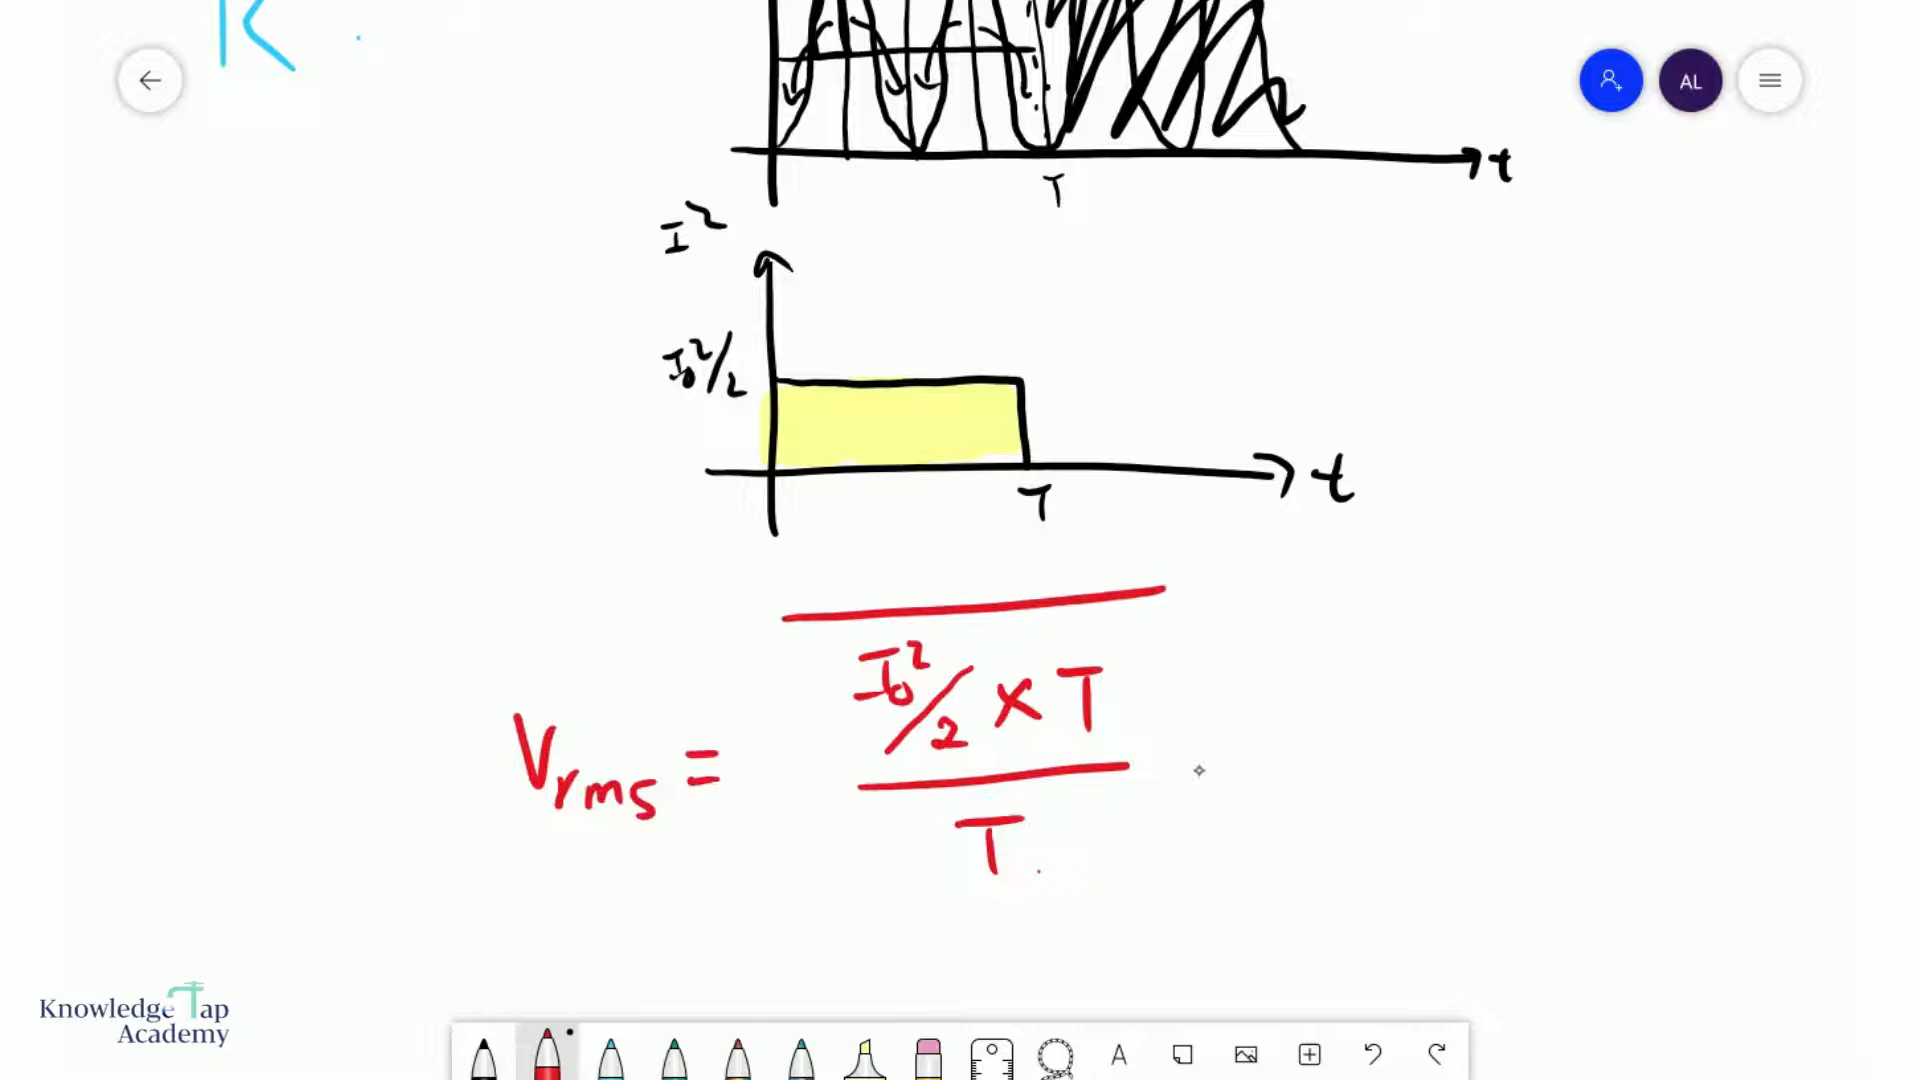 R
AL
t
T
I²
I₀²/2
t
T
I₀²/2 × T
Vrms =
T
Knowledge Tap
Academy
A